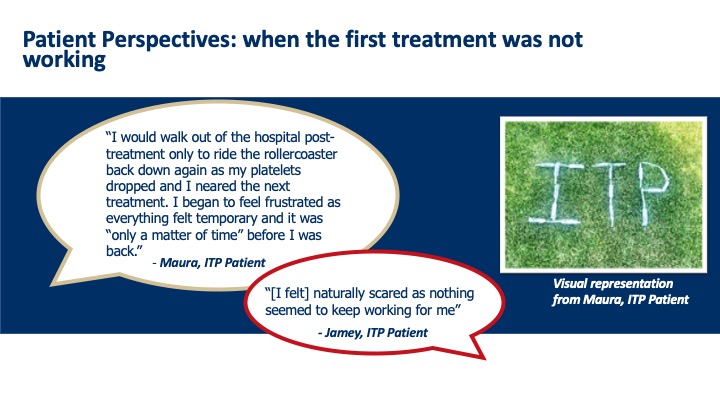 Patient Perspectives: when the first treatment was not
working
“I would walk out of the hospital post-
treatment only to ride the rollercoaster
back down again as my platelets
dropped and I neared the next
treatment. I began to feel frustrated as
everything felt temporary and it was
“only a matter of time” before I was
back.”
- Maura, ITP Patient
“[I felt] naturally scared as nothing
seemed to keep working for me”
- Jamey, ITP Patient
ITP
Visual representation
from Maura, ITP Patient